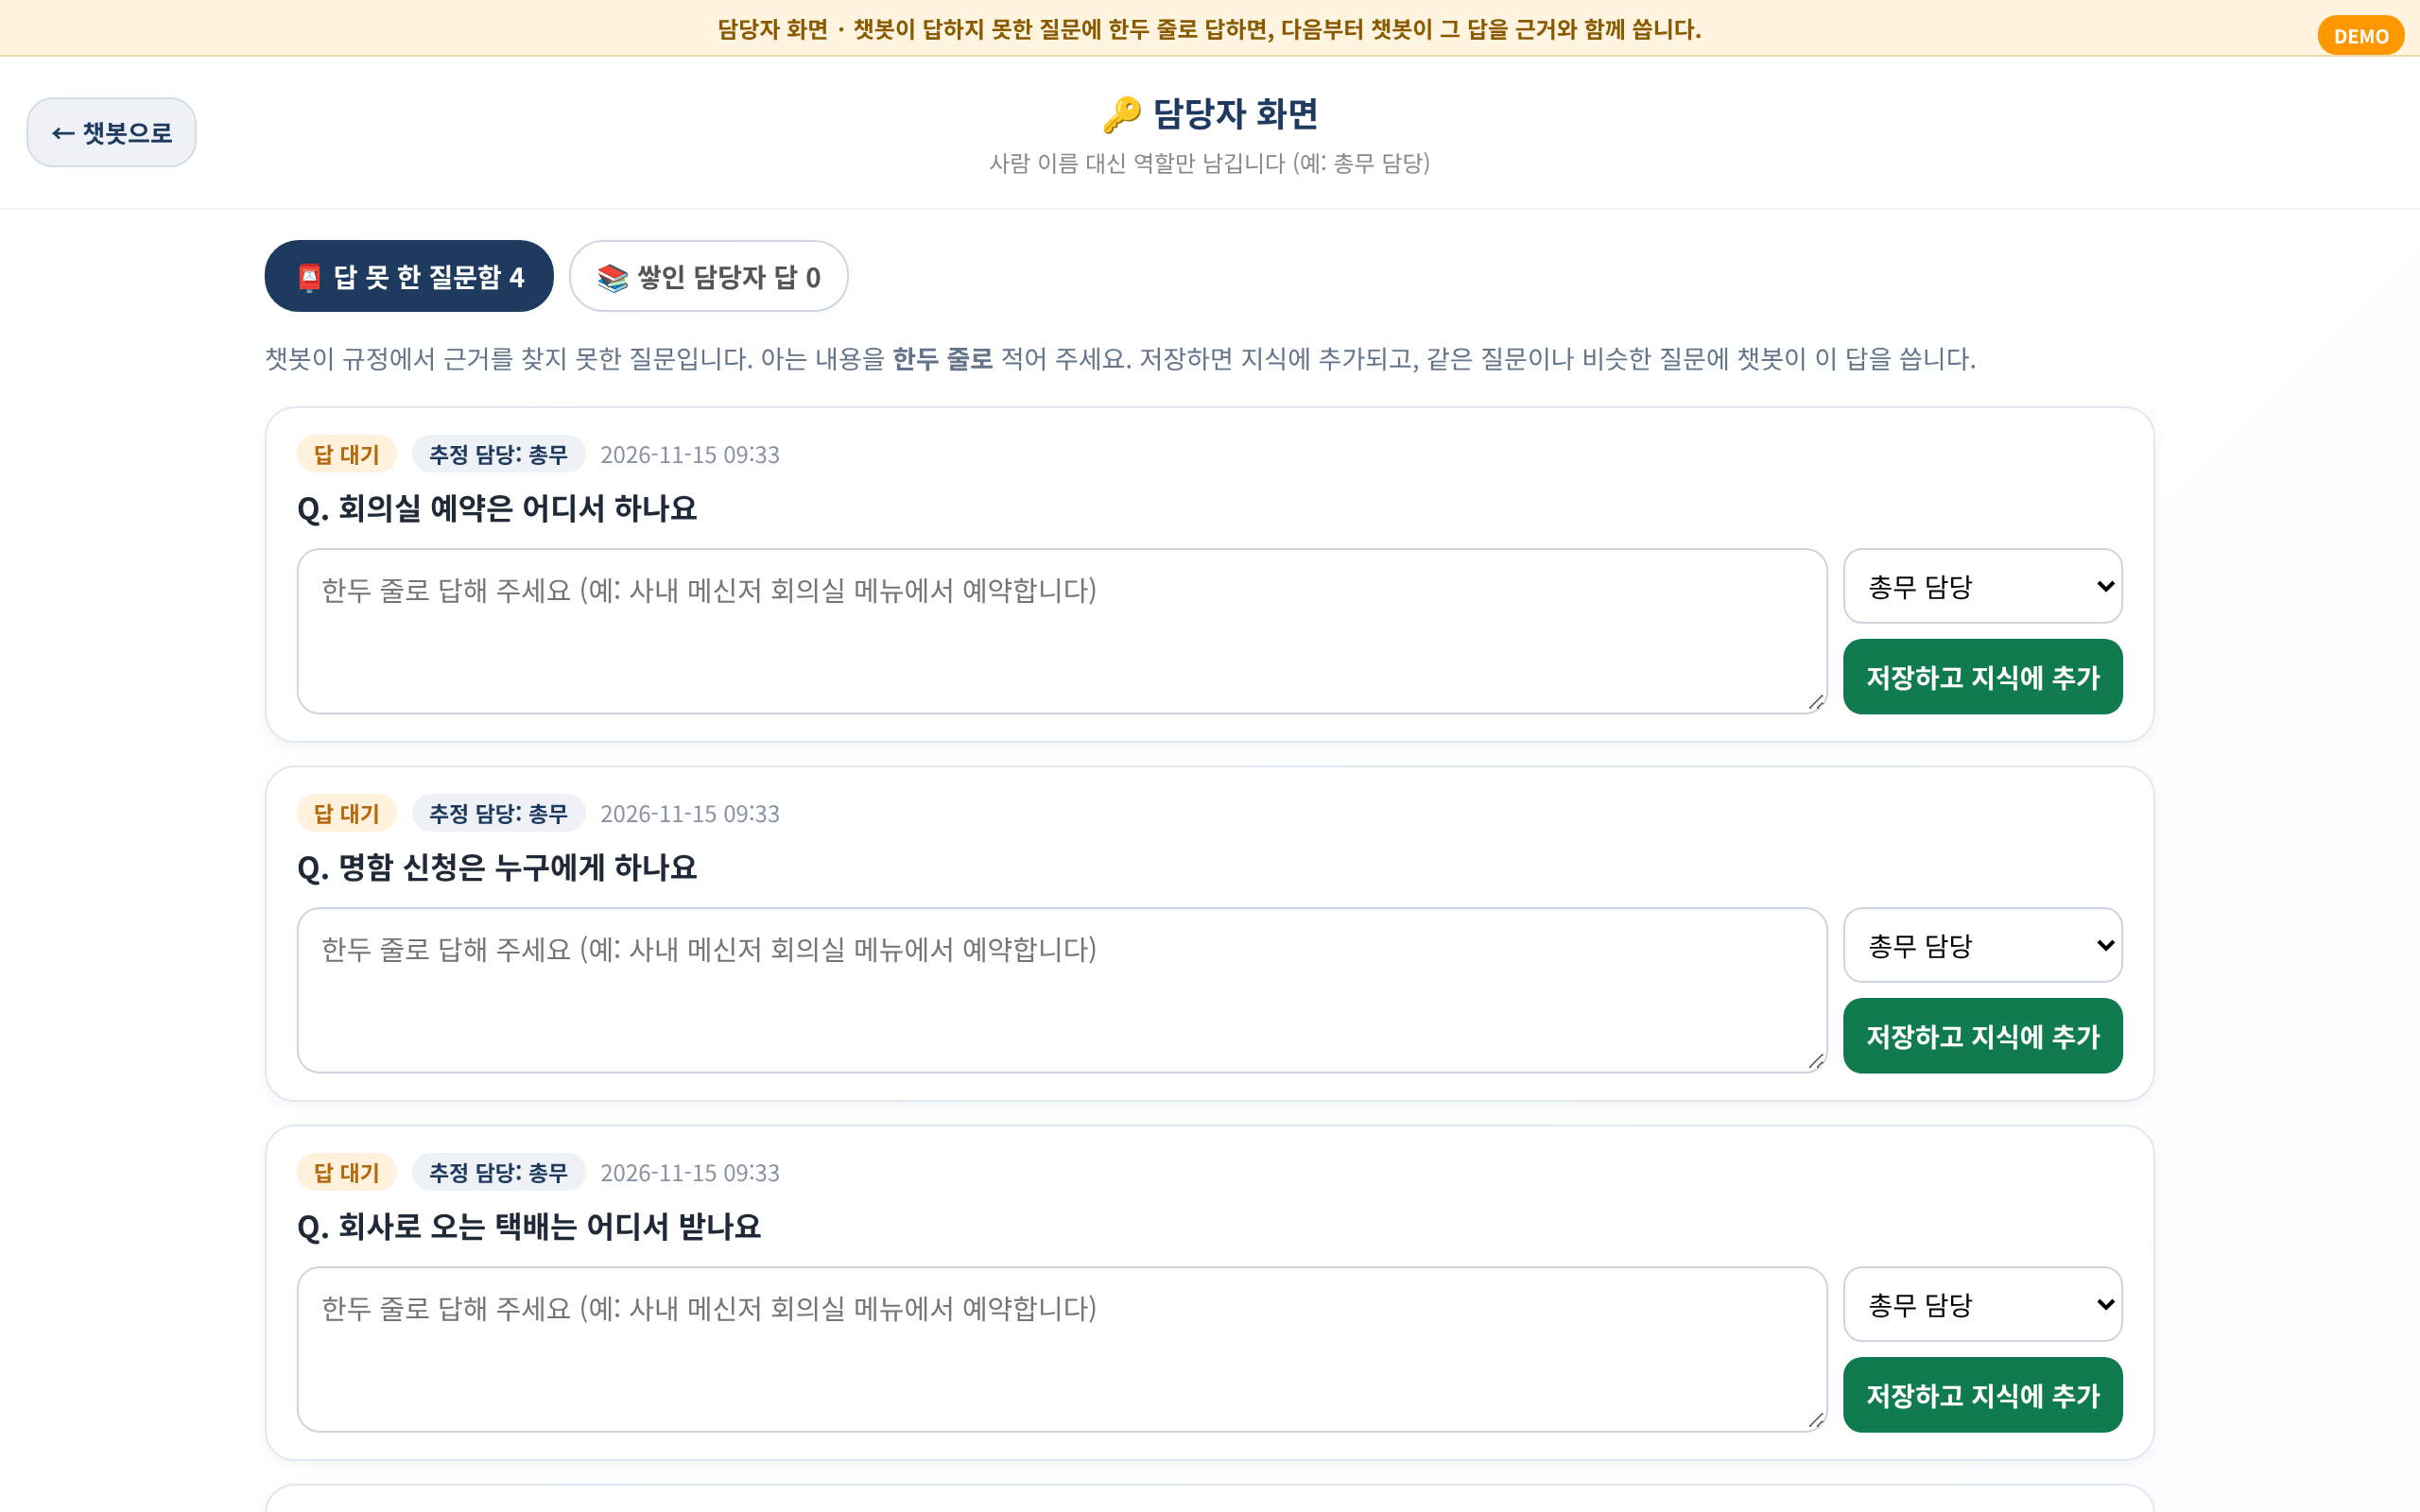 담당자 화면 · 챗봇이 답하지 못한 질문에 한두 줄로 답하면, 다음부터 챗봇이 그 답을 근거와 함께 씁니다.
DEMO
← 챗봇으로
🔑 담당자 화면
사람 이름 대신 역할만 남깁니다 (예: 총무 담당)
📮 답 못 한 질문함 4
📚 쌓인 담당자 답 0
챗봇이 규정에서 근거를 찾지 못한 질문입니다. 아는 내용을 한두 줄로 적어 주세요. 저장하면 지식에 추가되고, 같은 질문이나 비슷한 질문에 챗봇이 이 답을 씁니다.
답 대기 추정 담당: 총무 2026-11-15 09:33
Q. 회의실 예약은 어디서 하나요
한두 줄로 답해 주세요 (예: 사내 메신저 회의실 메뉴에서 예약합니다)
총무 담당
저장하고 지식에 추가
답 대기 추정 담당: 총무 2026-11-15 09:33
Q. 명함 신청은 누구에게 하나요
한두 줄로 답해 주세요 (예: 사내 메신저 회의실 메뉴에서 예약합니다)
총무 담당
저장하고 지식에 추가
답 대기 추정 담당: 총무 2026-11-15 09:33
Q. 회사로 오는 택배는 어디서 받나요
한두 줄로 답해 주세요 (예: 사내 메신저 회의실 메뉴에서 예약합니다)
총무 담당
저장하고 지식에 추가